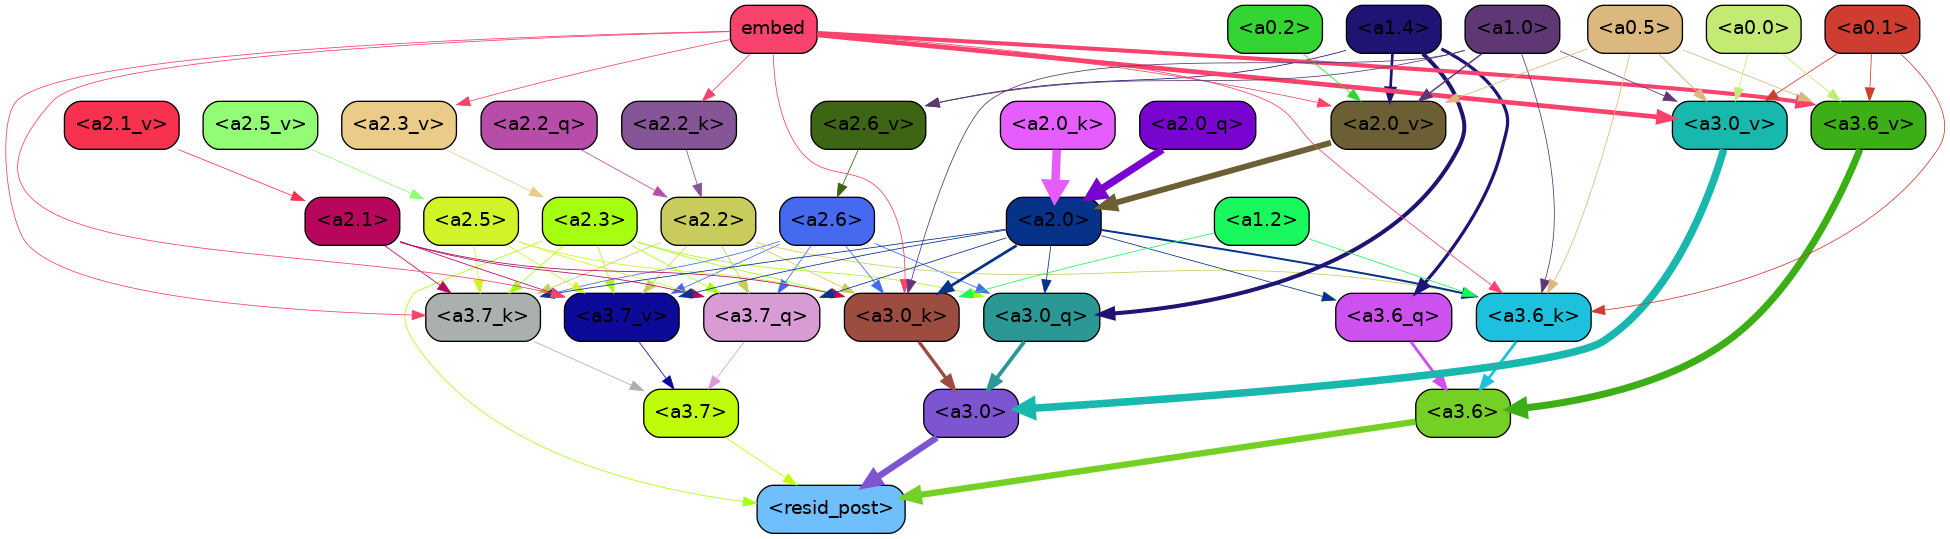 embed <a0.2> <a1.4> <a1.0> <a0.5> <a0.0> <a0.1>
<a2.1_v> <a2.5_v> <a2.3_v> <a2.2_q> <a2.2_k> <a2.6_v> <a2.0_k> <a2.0_q> <a2.0_v> <a3.0_v> <a3.6_v>
<a2.1> <a2.5> <a2.3> <a2.2> <a2.6> <a2.0> <a1.2>
<a3.7_k> <a3.7_v> <a3.7_q> <a3.0_k> <a3.0_q> <a3.6_q> <a3.6_k>
<a3.7> <a3.0> <a3.6>
<resid_post>